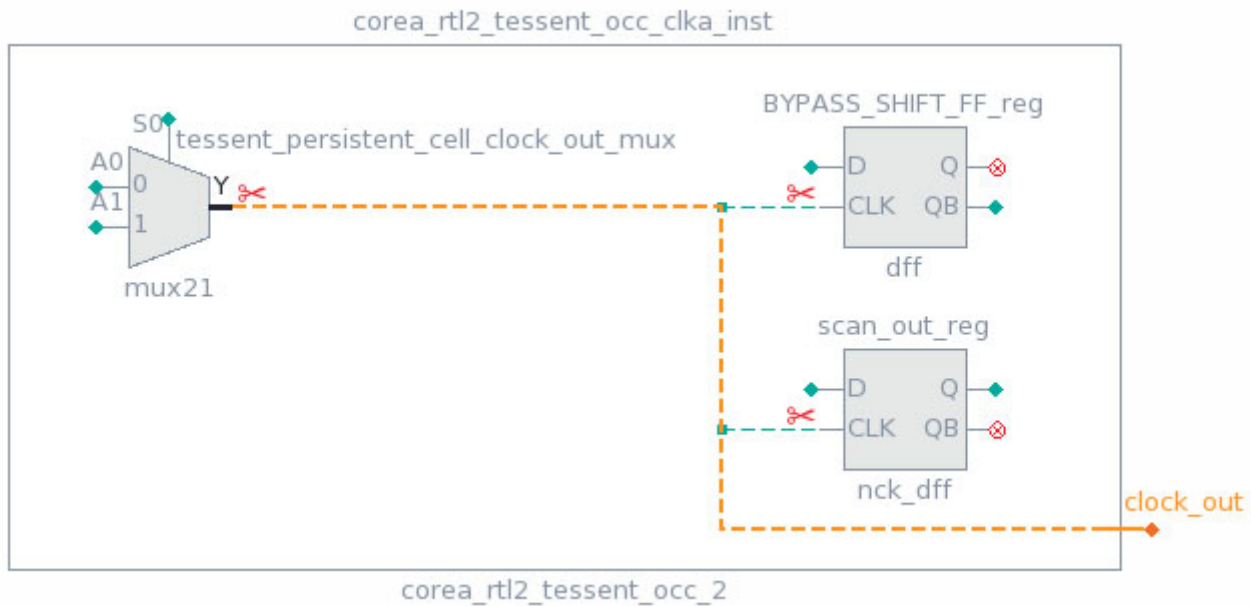 corea_rtl2_tessent_occ_clka_inst
BYPASS_SHIFT_FF_reg
S0
tessent_persistent_cell_clock_out_mux
A0
0
Y
A1
1
mux21
D
Q
CLK
QB
dff
scan_out_reg
D
Q
CLK
QB
nck_dff
clock_out
corea_rtl2_tessent_occ_2